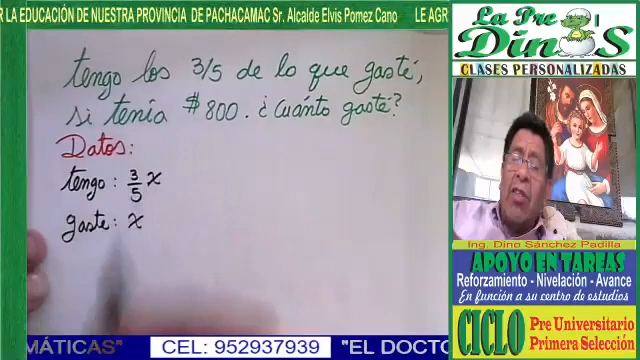 R LA EDUCACIÓN DE NUESTRA PROVINCIA DE PACHACAMAC Sr. Alcalde Elvis Pomez Cano LE AGR
La Pre
DinoS
CLASES PERSONALIZADAS
tengo los 3/5 de lo que gasté,
si tenía $800. ¿Cuánto gasté?
Datos:
tengo: 3/5 x
gaste: x
Ing. Dino Sánchez Padilla
APOYO EN TAREAS
Reforzamiento - Nivelación - Avance
En función a su centro de estudios
CICLO Pre Universitario
Primera Selección
ÁTICAS" CEL: 952937939 "EL DOCTO